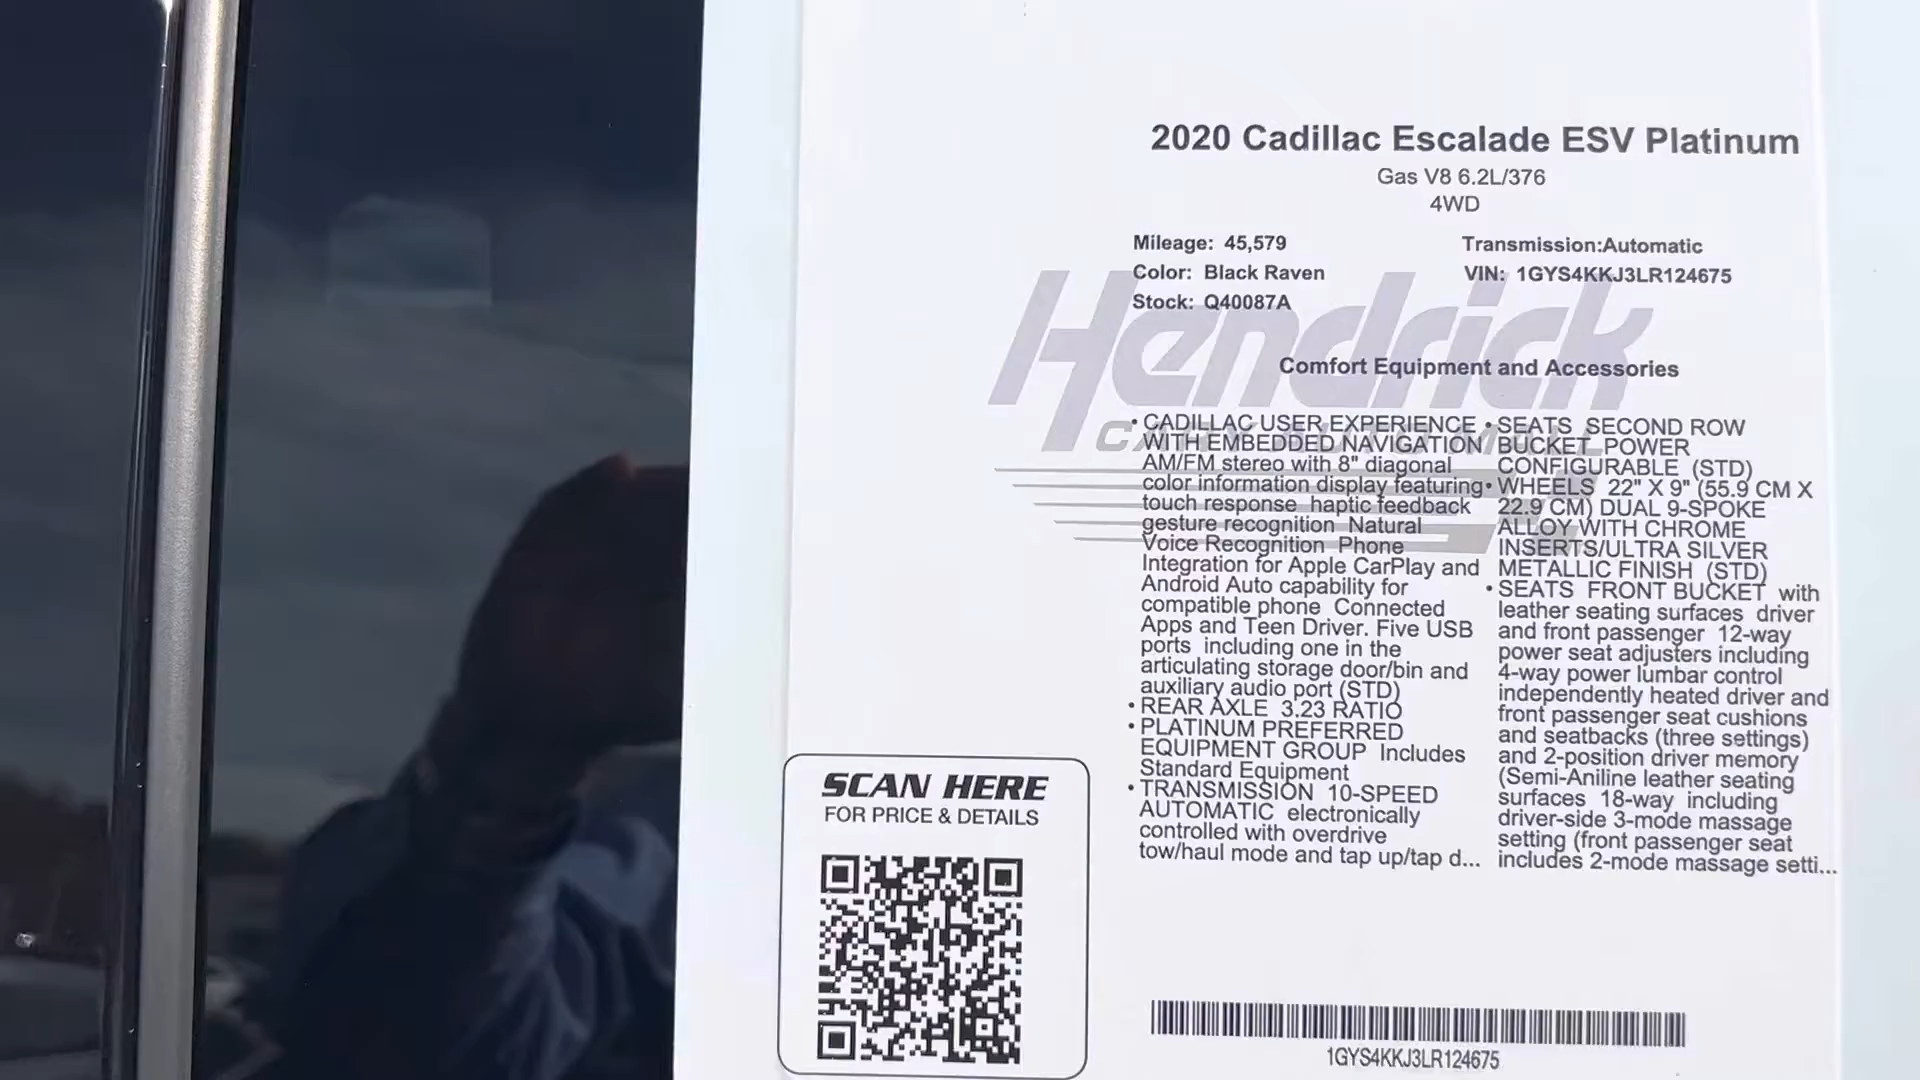 2020 Cadillac Escalade ESV Platinum
Gas V8 6.2L/376
4WD
Mileage: 45,579
Transmission:Automatic
Color: Black Raven
VIN: 1GYS4KKJ3LR124675
Stock: Q40087A
Hendrick
CARY AUTO MALL
Comfort Equipment and Accessories
• CADILLAC USER EXPERIENCE
WITH EMBEDDED NAVIGATION
AM/FM stereo with 8" diagonal
color information display featuring
touch response haptic feedback
gesture recognition Natural
Voice Recognition Phone
Integration for Apple CarPlay and
Android Auto capability for
compatible phone Connected
Apps and Teen Driver. Five USB
ports including one in the
articulating storage door/bin and
auxiliary audio port (STD)
• REAR AXLE 3.23 RATIO
• PLATINUM PREFERRED
EQUIPMENT GROUP Includes
Standard Equipment
• TRANSMISSION 10-SPEED
AUTOMATIC electronically
controlled with overdrive
tow/haul mode and tap up/tap d...
• SEATS SECOND ROW
BUCKET POWER
CONFIGURABLE (STD)
• WHEELS 22" X 9" (55.9 CM X
22.9 CM) DUAL 9-SPOKE
ALLOY WITH CHROME
INSERTS/ULTRA SILVER
METALLIC FINISH (STD)
• SEATS FRONT BUCKET with
leather seating surfaces driver
and front passenger 12-way
power seat adjusters including
4-way power lumbar control
independently heated driver and
front passenger seat cushions
and seatbacks (three settings)
and 2-position driver memory
(Semi-Aniline leather seating
surfaces 18-way including
driver-side 3-mode massage
setting (front passenger seat
includes 2-mode massage setti...
SCAN HERE
FOR PRICE & DETAILS
1GYS4KKJ3LR124675